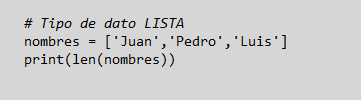 # Tipo de dato LISTA
nombres = ['Juan','Pedro','Luis']
print(len(nombres))